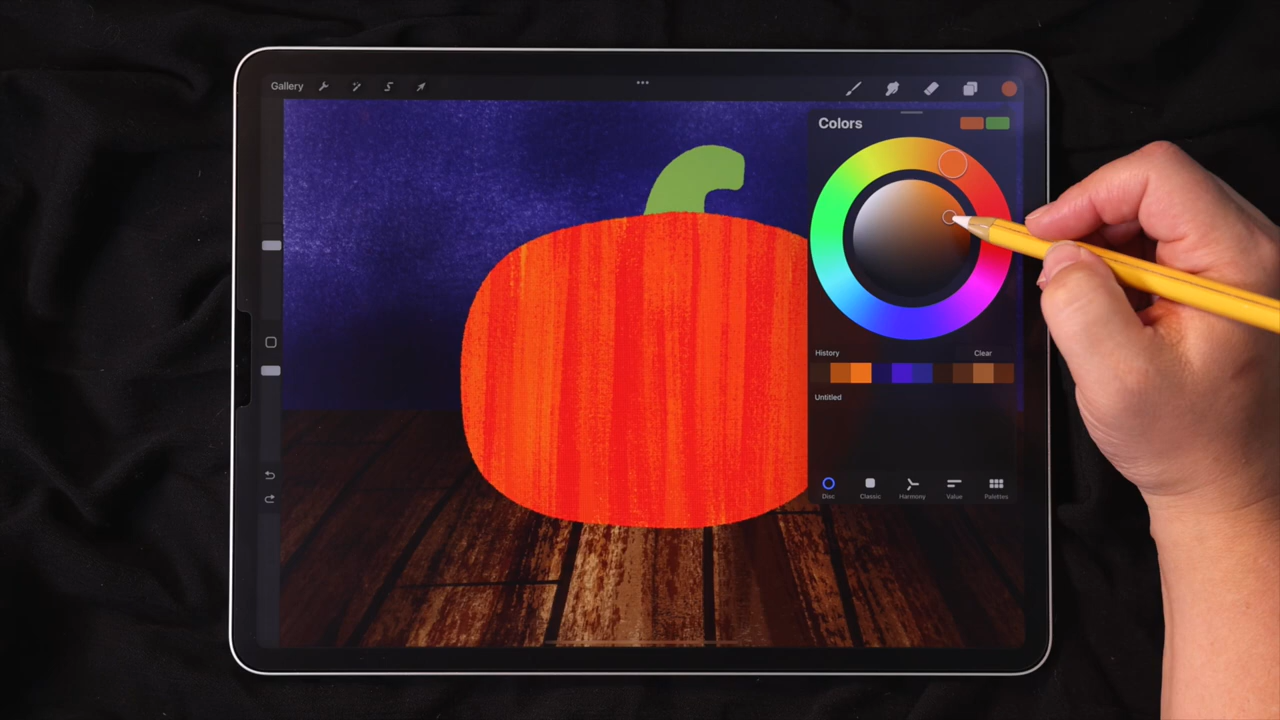 Gallery
Colors
History
Clear
Untitled
Disc
Classic
Harmony
Value
Palettes